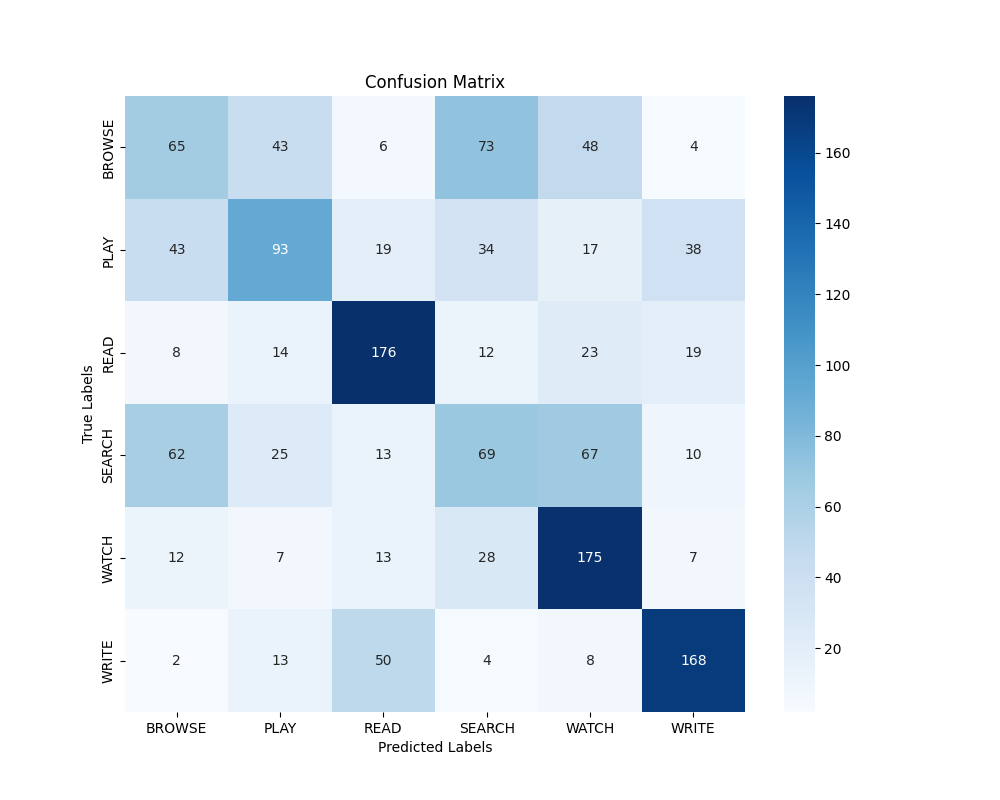 Confusion Matrix
BROWSE 65 43 6 73 48 4
PLAY 43 93 19 34 17 38
READ 8 14 176 12 23 19
SEARCH 62 25 13 69 67 10
WATCH 12 7 13 28 175 7
WRITE 2 13 50 4 8 168
BROWSE PLAY READ SEARCH WATCH WRITE
Predicted Labels
True Labels
160
140
120
100
80
60
40
20